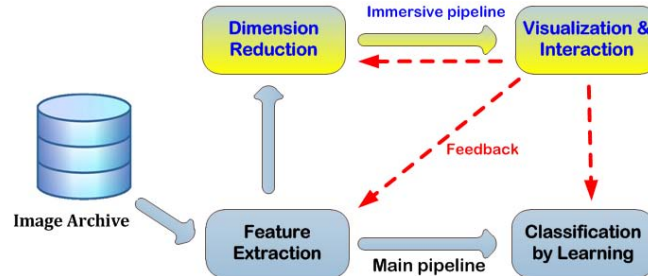 Dimension
Reduction
Immersive pipeline
Visualization &
Interaction
Feedback
Image Archive
Feature
Extraction
Main pipeline
Classification
by Learning